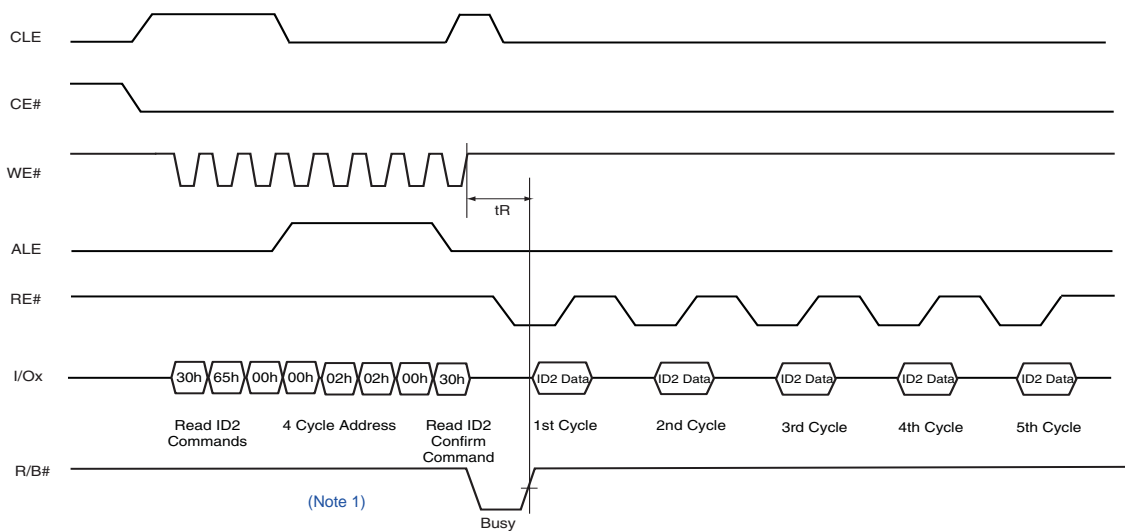 CLE
CE#
WE#
tR
ALE
RE#
I/Ox
30h 65h 00h 00h 02h 02h 00h 30h ID2 Data ID2 Data ID2 Data ID2 Data ID2 Data
Read ID2
Commands
4 Cycle Address
Read ID2
Confirm
Command
1st Cycle
2nd Cycle
3rd Cycle
4th Cycle
5th Cycle
R/B#
(Note 1)
Busy